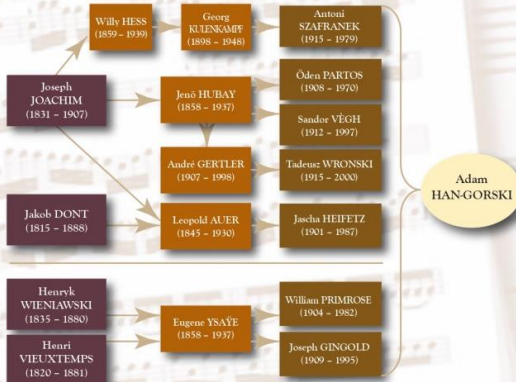 Willy HESS
(1859 – 1939)
Georg
KULENKAMPF
(1898 – 1948)
Antoni
SZAFRANEK
(1915 – 1979)
Joseph
JOACHIM
(1831 – 1907)
Jenő HUBAY
(1858 – 1937)
Öden PARTOS
(1908 – 1970)
Sandor VÈGH
(1912 – 1997)
André GERTLER
(1907 – 1998)
Tadeusz WRONSKI
(1915 – 2000)
Adam
HAN-GORSKI
Jakob DONT
(1815 – 1888)
Leopold AUER
(1845 – 1930)
Jascha HEIFETZ
(1901 – 1987)
Henryk
WIENIAWSKI
(1835 – 1880)
Henri
VIEUXTEMPS
(1820 – 1881)
Eugene YSAŸE
(1858 – 1937)
William PRIMROSE
(1904 – 1982)
Joseph GINGOLD
(1909 – 1995)